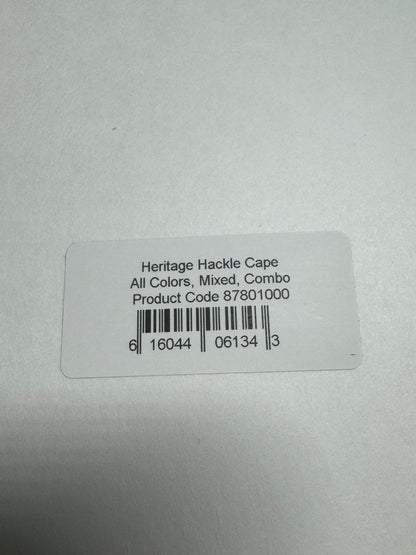 Heritage Hackle Cape
All Colors, Mixed, Combo
Product Code 87801000
6 16044 06134 3